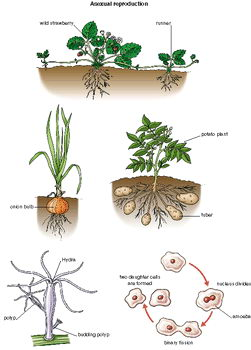 Asexual reproduction
wild strawberry
runner
potato plant
onion bulb
tuber
Hydra
polyp
budding polyp
two daughter cells
are formed
nucleus divides
amoeba
binary fission